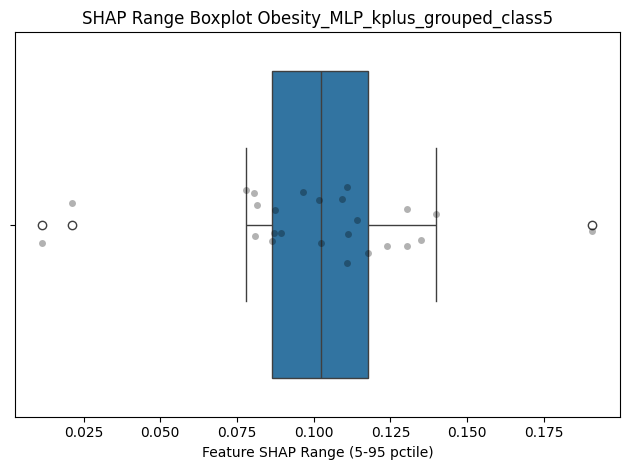 SHAP Range Boxplot Obesity_MLP_kplus_grouped_class5
0.025 0.050 0.075 0.100 0.125 0.150 0.175
Feature SHAP Range (5-95 pctile)